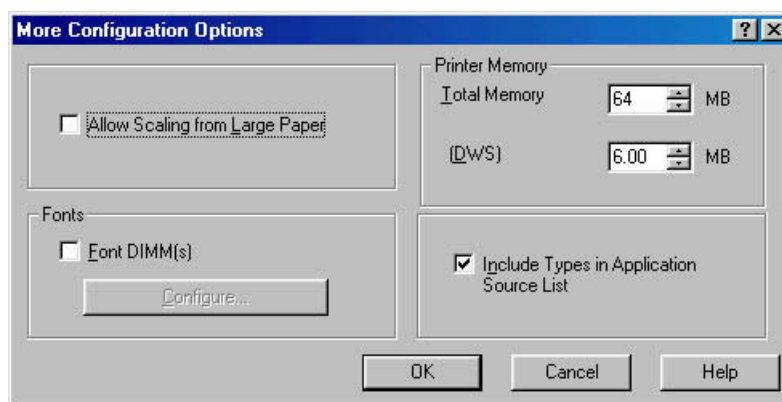 More Configuration Options
Allow Scaling from Large Paper
Printer Memory
Total Memory 64 MB
(DWS) 6.00 MB
Fonts
Font DIMM(s)
Configure...
Include Types in Application
Source List
OK Cancel Help